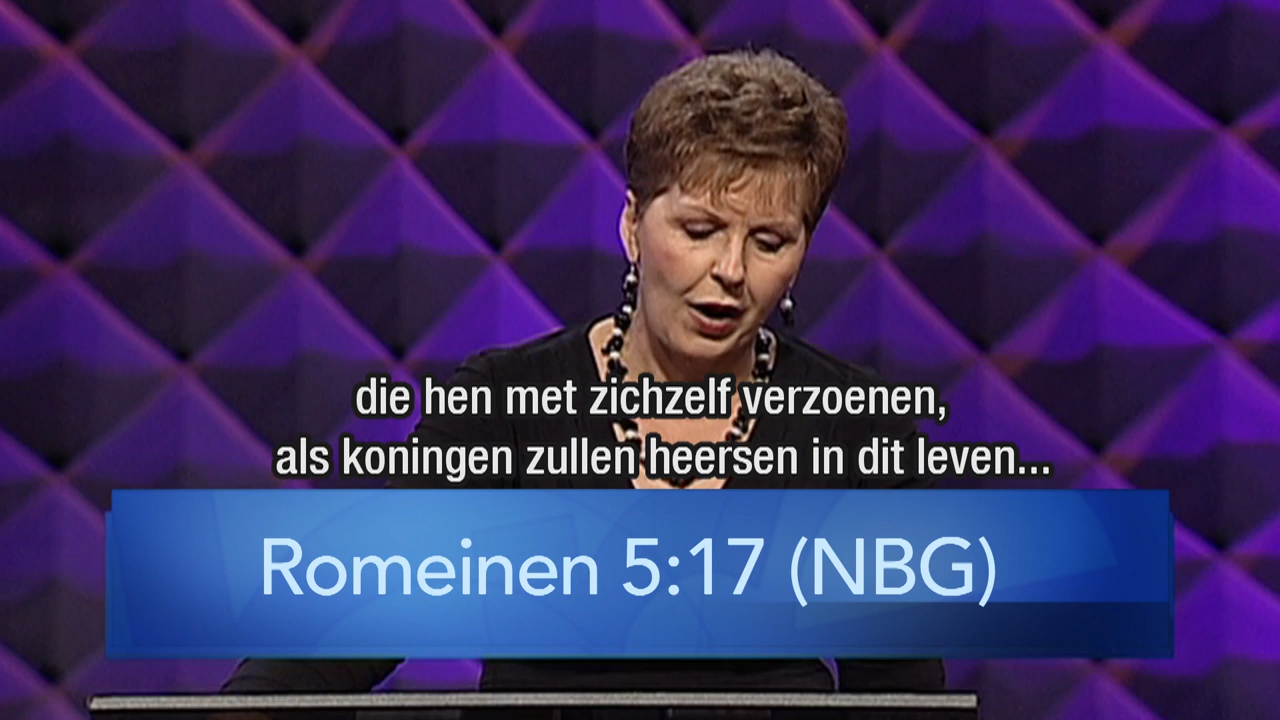 die hen met zichzelf verzoenen,
als koningen zullen heersen in dit leven...
Romeinen 5:17 (NBG)